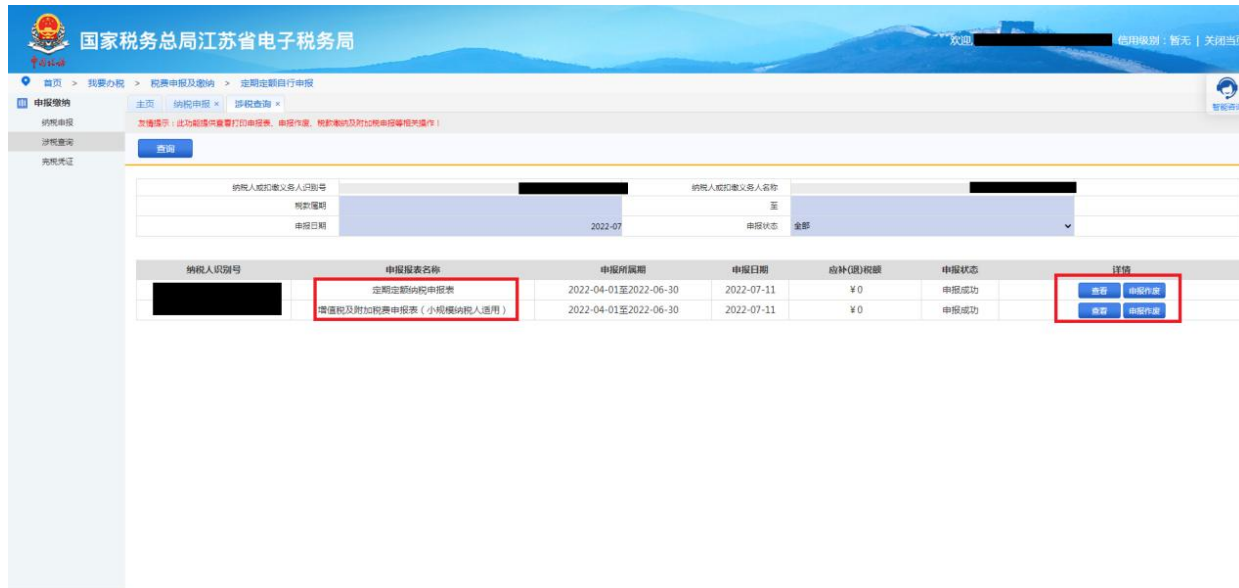 国家税务总局江苏省电子税务局
欢迎, 信用级别：暂无 | 关闭当页
首页 > 我要办税 > 税费申报及缴纳 > 定期定额自行申报
申报缴纳
纳税申报
涉税查询
完税凭证
主页 纳税申报 × 涉税查询 ×
友情提示：此功能提供查看打印申报表、申报作废、税款缴纳及附加税申报等相关操作！
智能咨询
查询
纳税人或扣缴义务人识别号 纳税人或扣缴义务人名称
税款属期 至
申报日期 2022-07 申报状态 全部
纳税人识别号 申报报表名称 申报所属期 申报日期 应补(退)税额 申报状态 详情
定期定额纳税申报表 2022-04-01至2022-06-30 2022-07-11 ￥0 申报成功 查看 申报作废
增值税及附加税费申报表（小规模纳税人适用） 2022-04-01至2022-06-30 2022-07-11 ￥0 申报成功 查看 申报作废